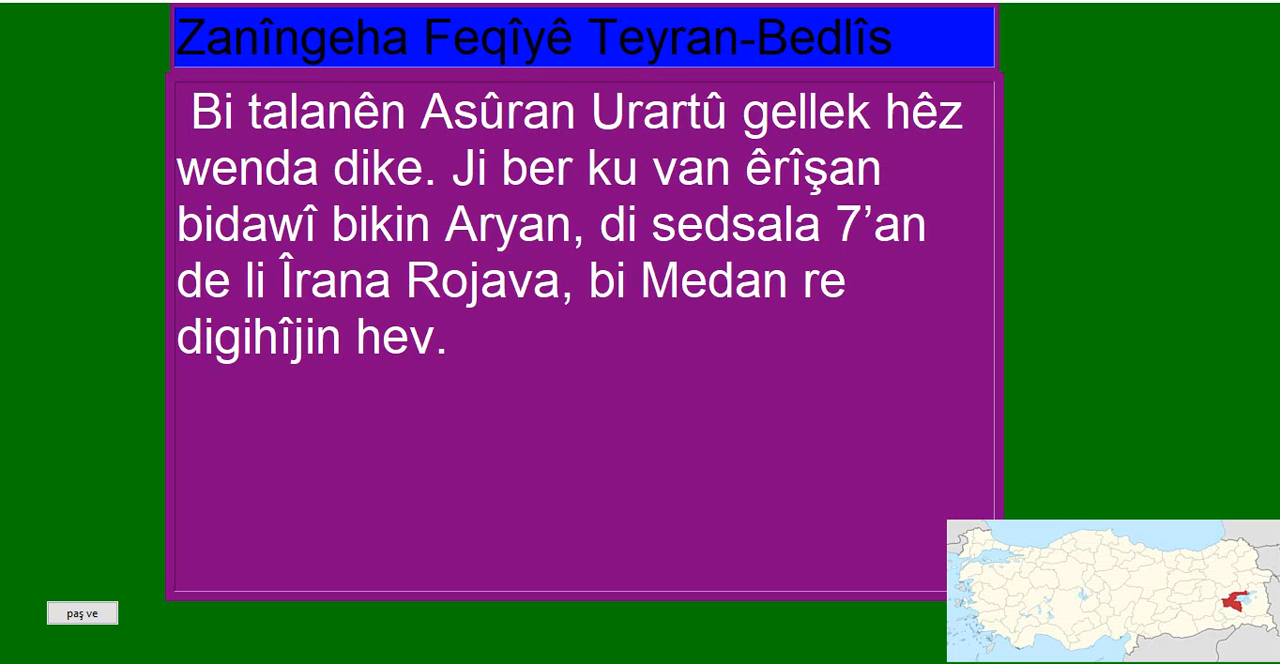 Zanîngeha Feqîyê Teyran-Bedlîs
Bi talanên Asûran Urartû gellek hêz
wenda dike. Ji ber ku van êrîşan
bidawî bikin Aryan, di sedsala 7’an
de li Îrana Rojava, bi Medan re
digihîjin hev.
paş ve